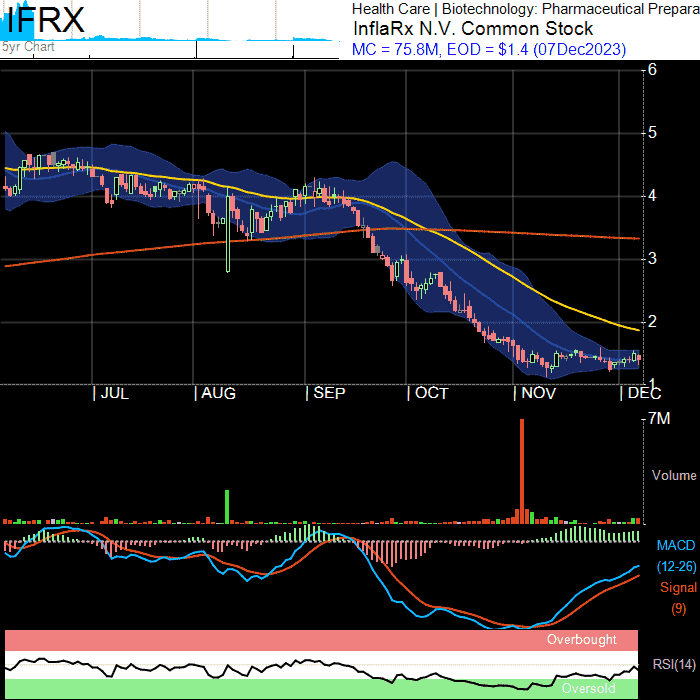 IFRX
5yr Chart
Health Care | Biotechnology: Pharmaceutical Prepara
InflaRx N.V. Common Stock
MC = 75.8M, EOD = $1.4 (07Dec2023)
6
5
4
3
2
1
JUL
AUG
SEP
OCT
NOV
DEC
7M
Volume
MACD
(12-26)
Signal
(9)
Overbought
RSI(14)
Oversold